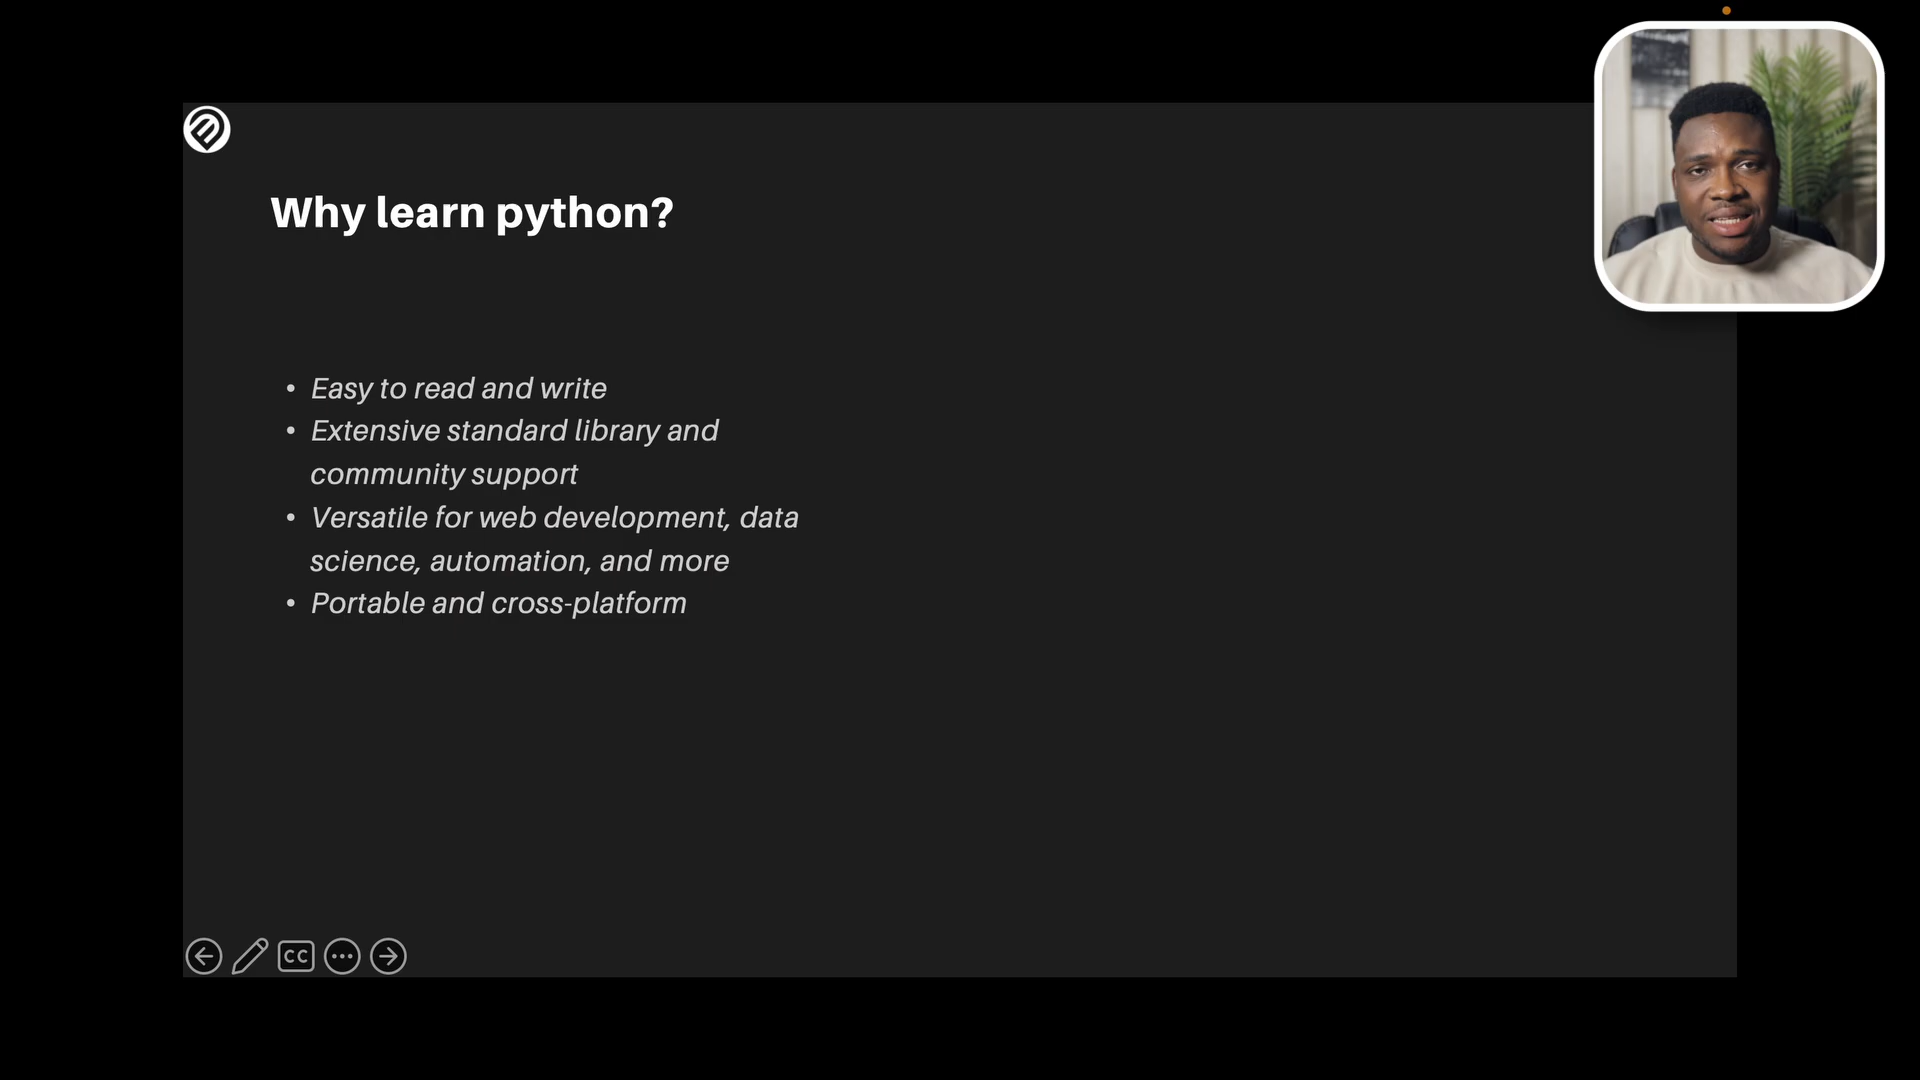 Why learn python?
• Easy to read and write
• Extensive standard library and
community support
• Versatile for web development, data
science, automation, and more
• Portable and cross-platform
CC